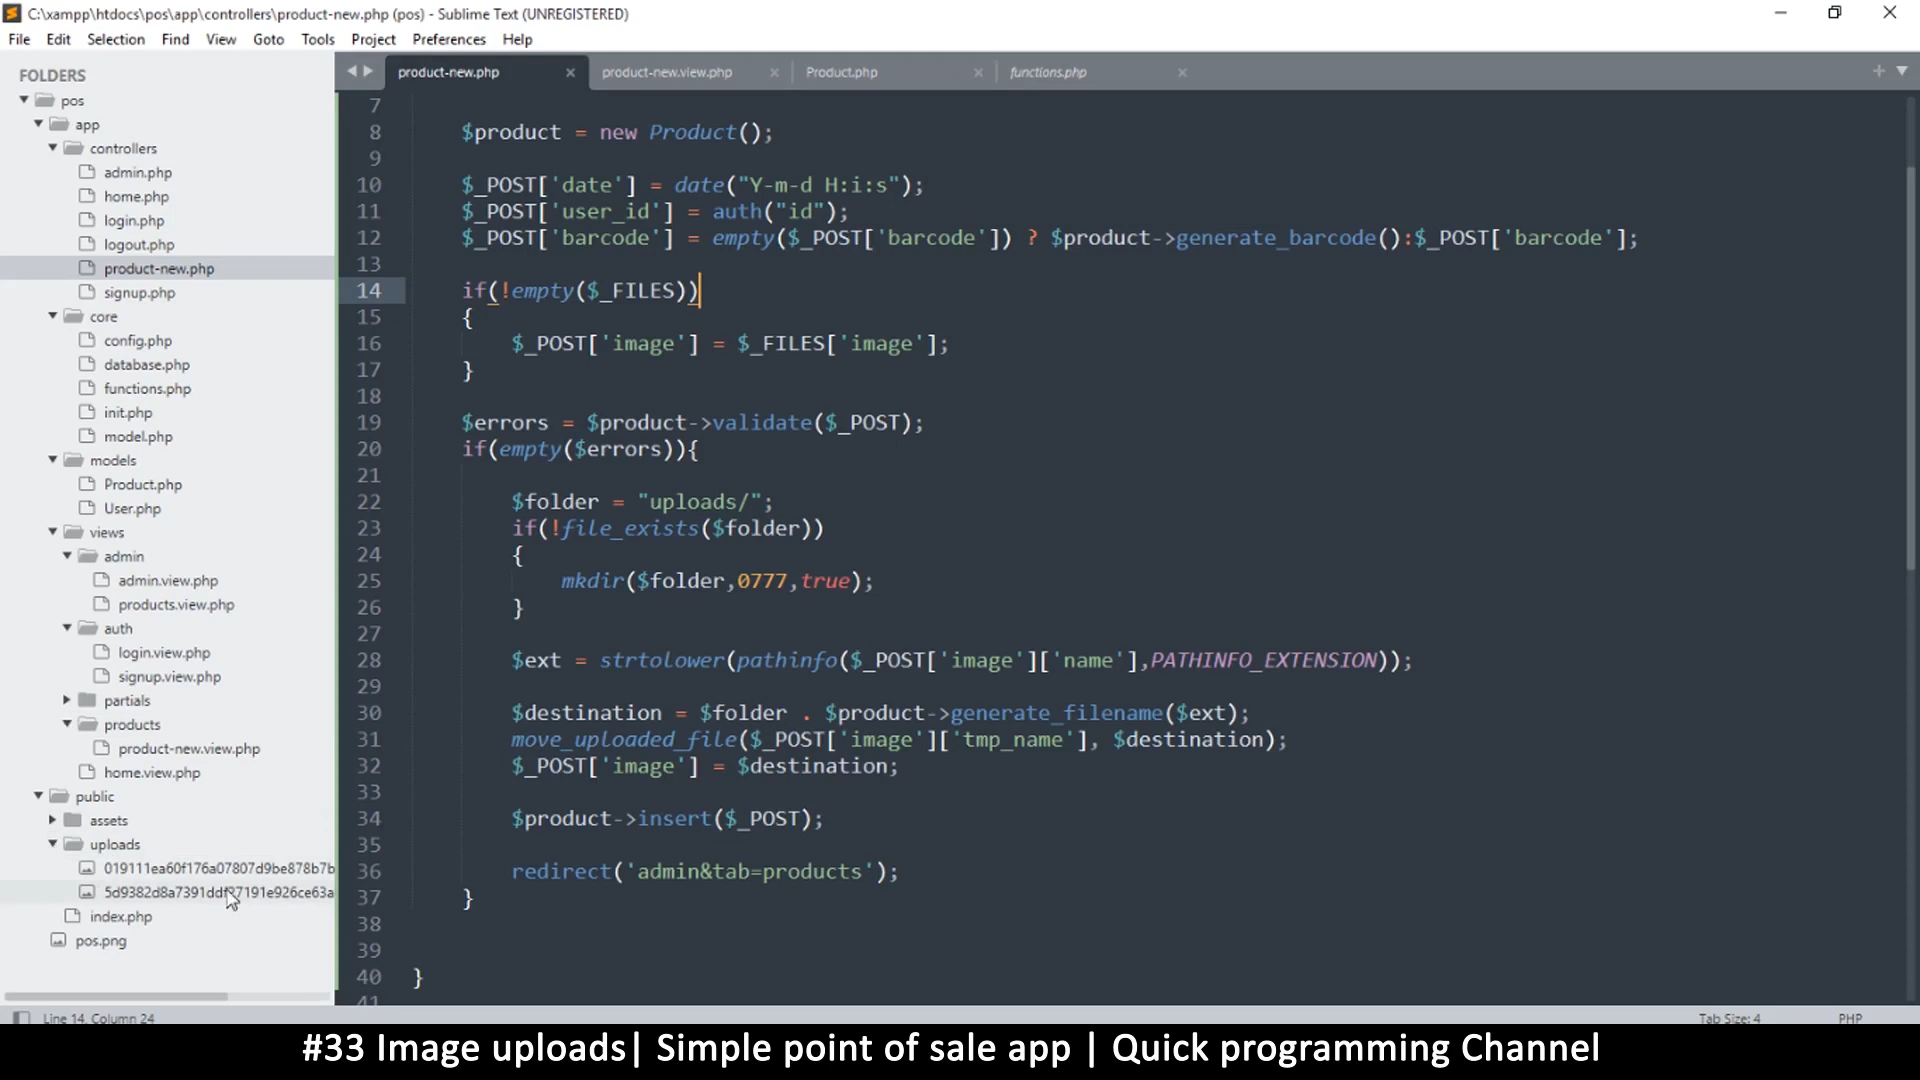 C:\xampp\htdocs\pos\app\controllers\product-new.php (pos) - Sublime Text (UNREGISTERED)
File Edit Selection Find View Goto Tools Project Preferences Help
FOLDERS
pos
app
controllers
admin.php
home.php
login.php
logout.php
product-new.php
signup.php
core
config.php
database.php
functions.php
init.php
model.php
models
Product.php
User.php
views
admin
admin.view.php
products.view.php
auth
login.view.php
signup.view.php
partials
products
product-new.view.php
home.view.php
public
assets
uploads
019111ea60f176a07807d9be878b7b
index.php
pos.png
product-new.php product-new.view.php Product.php functions.php
7
8 $product = new Product();
9
10 $_POST['date'] = date("Y-m-d H:i:s");
11 $_POST['user_id'] = auth("id");
12 $_POST['barcode'] = empty($_POST['barcode']) ? $product->generate_barcode():$_POST['barcode'];
13
14 if(!empty($_FILES))
15 {
16 $_POST['image'] = $_FILES['image'];
17 }
18
19 $errors = $product->validate($_POST);
20 if(empty($errors)){
21
22 $folder = "uploads/";
23 if(!file_exists($folder))
24 {
25 mkdir($folder,0777,true);
26 }
27
28 $ext = strtolower(pathinfo($_POST['image']['name'],PATHINFO_EXTENSION));
29
30 $destination = $folder . $product->generate_filename($ext);
31 move_uploaded_file($_POST['image']['tmp_name'], $destination);
32 $_POST['image'] = $destination;
33
34 $product->insert($_POST);
35
36 redirect('admin&tab=products');
37 }
38
39
40 }
41
Line 14, Column 24 Tab Size: 4 PHP
#33 Image uploads| Simple point of sale app | Quick programming Channel